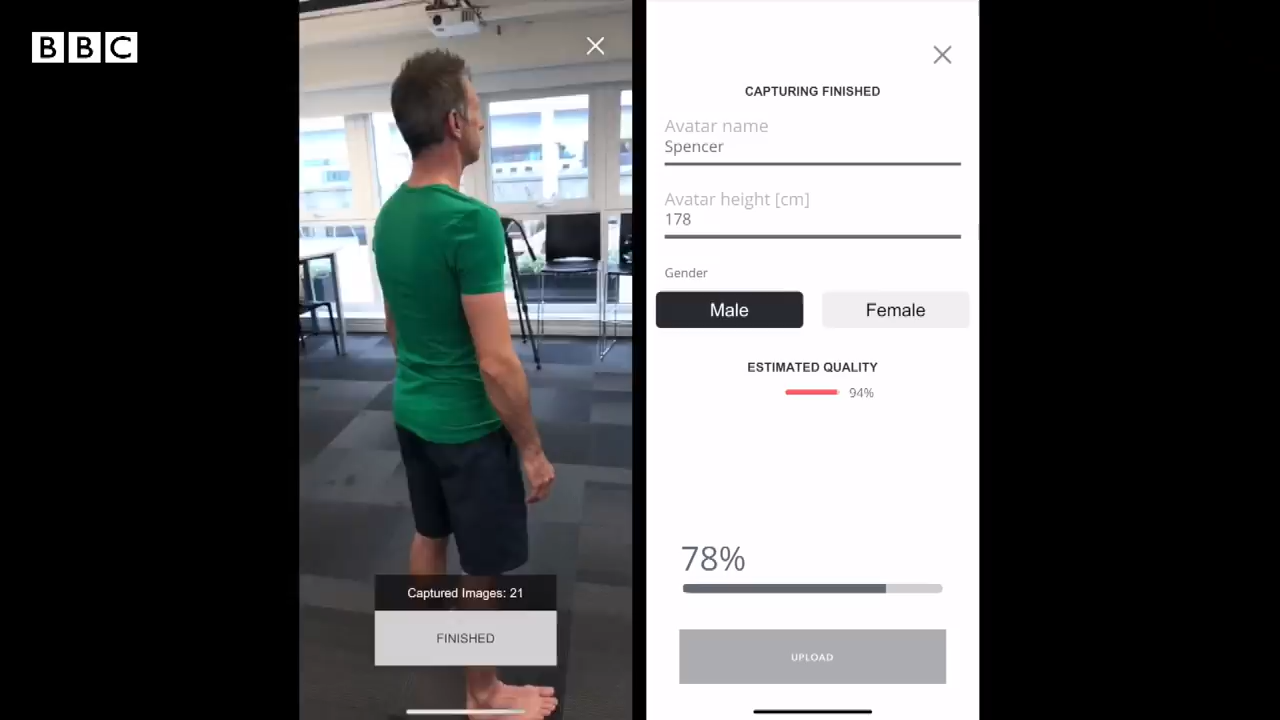 BBC
Captured Images: 21
FINISHED
CAPTURING FINISHED
Avatar name
Spencer
Avatar height [cm]
178
Gender
Male
Female
ESTIMATED QUALITY
94%
78%
UPLOAD